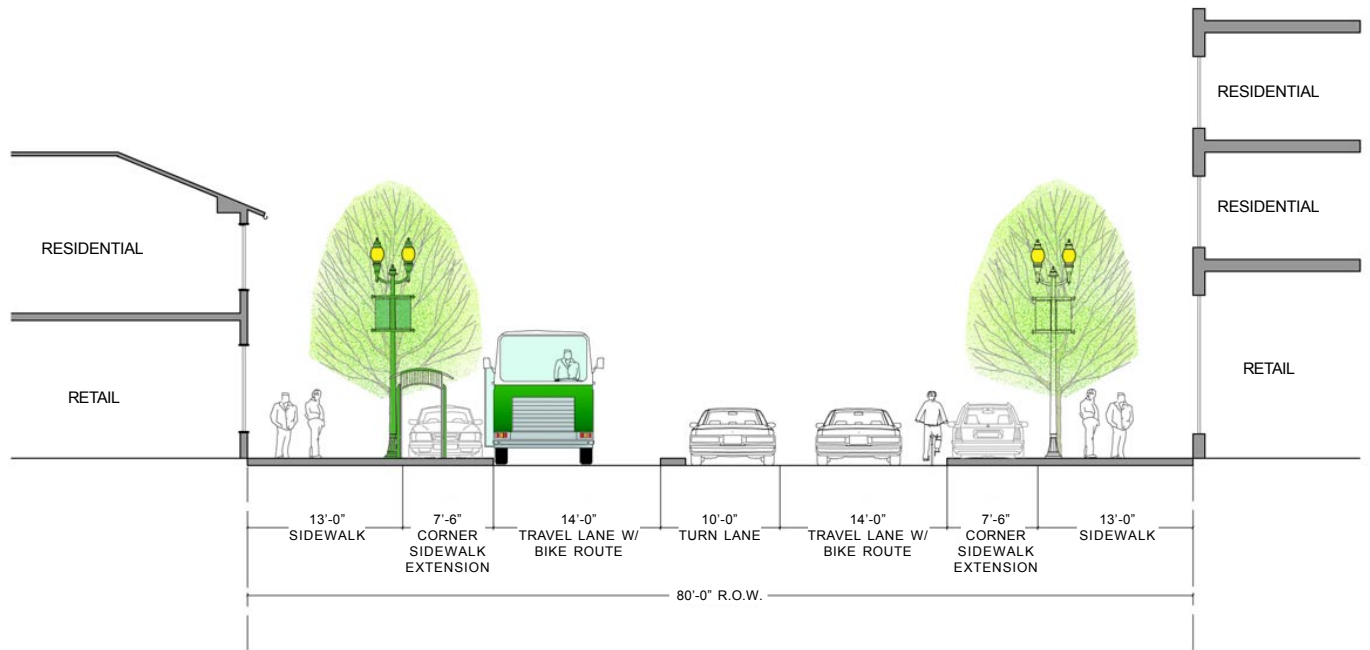 RESIDENTIAL
RESIDENTIAL
RESIDENTIAL
RETAIL
RETAIL
13’-0”
SIDEWALK
7’-6”
CORNER
SIDEWALK
EXTENSION
14’-0”
TRAVEL LANE W/
BIKE ROUTE
10’-0”
TURN LANE
14’-0”
TRAVEL LANE W/
BIKE ROUTE
7’-6”
CORNER
SIDEWALK
EXTENSION
13’-0”
SIDEWALK
80’-0” R.O.W.